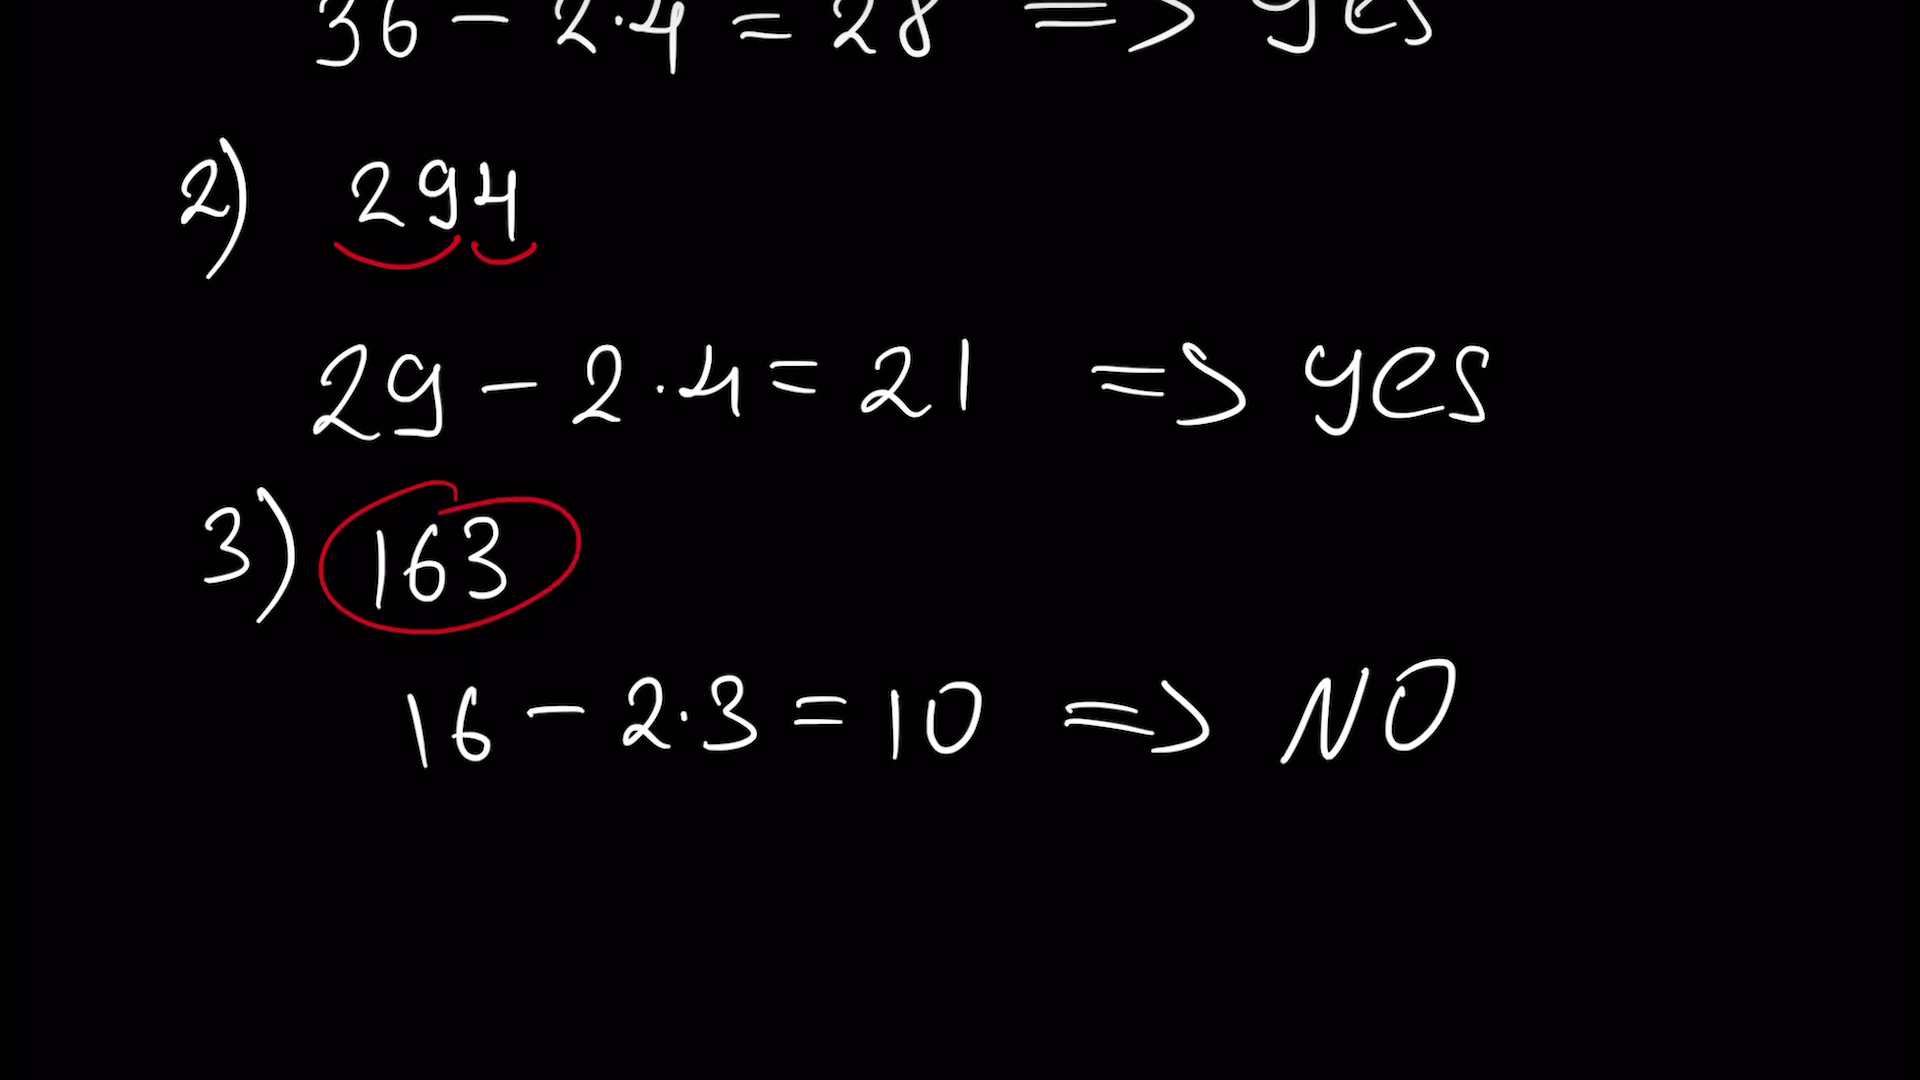 36 - 2·4 = 28 => yes
2) 294
29 - 2·4 = 21 => yes
3) 163
16 - 2·3 = 10 => NO